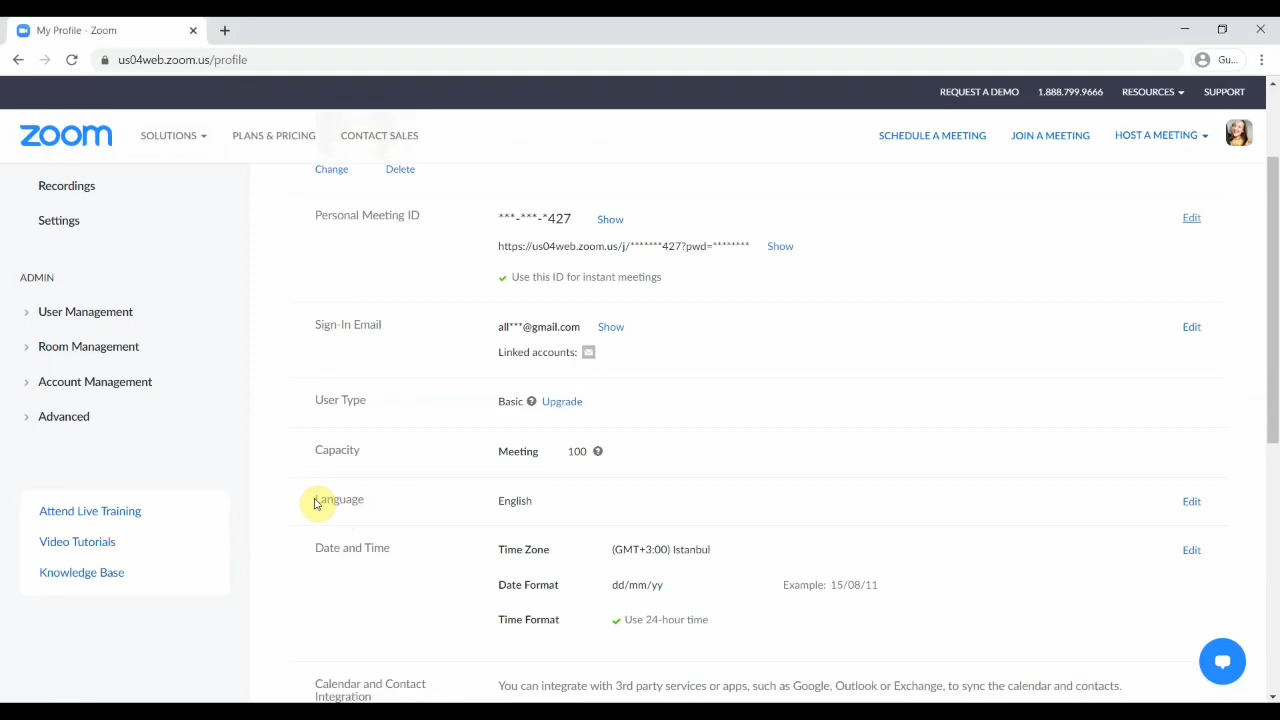 My Profile - Zoom
us04web.zoom.us/profile
Gu...
REQUEST A DEMO 1.888.799.9666 RESOURCES SUPPORT
zoom SOLUTIONS PLANS & PRICING CONTACT SALES SCHEDULE A MEETING JOIN A MEETING HOST A MEETING
Change Delete
Recordings
Settings
ADMIN
User Management
Room Management
Account Management
Advanced
Attend Live Training
Video Tutorials
Knowledge Base
Personal Meeting ID ***-***-*427 Show Edit
https://us04web.zoom.us/j/*******427?pwd=******** Show
Use this ID for instant meetings
Sign-In Email all***@gmail.com Show Edit
Linked accounts:
User Type Basic Upgrade
Capacity Meeting 100
Language English Edit
Date and Time Time Zone (GMT+3:00) Istanbul Edit
Date Format dd/mm/yy Example: 15/08/11
Time Format Use 24-hour time
Calendar and Contact
Integration
You can integrate with 3rd party services or apps, such as Google, Outlook or Exchange, to sync the calendar and contacts.